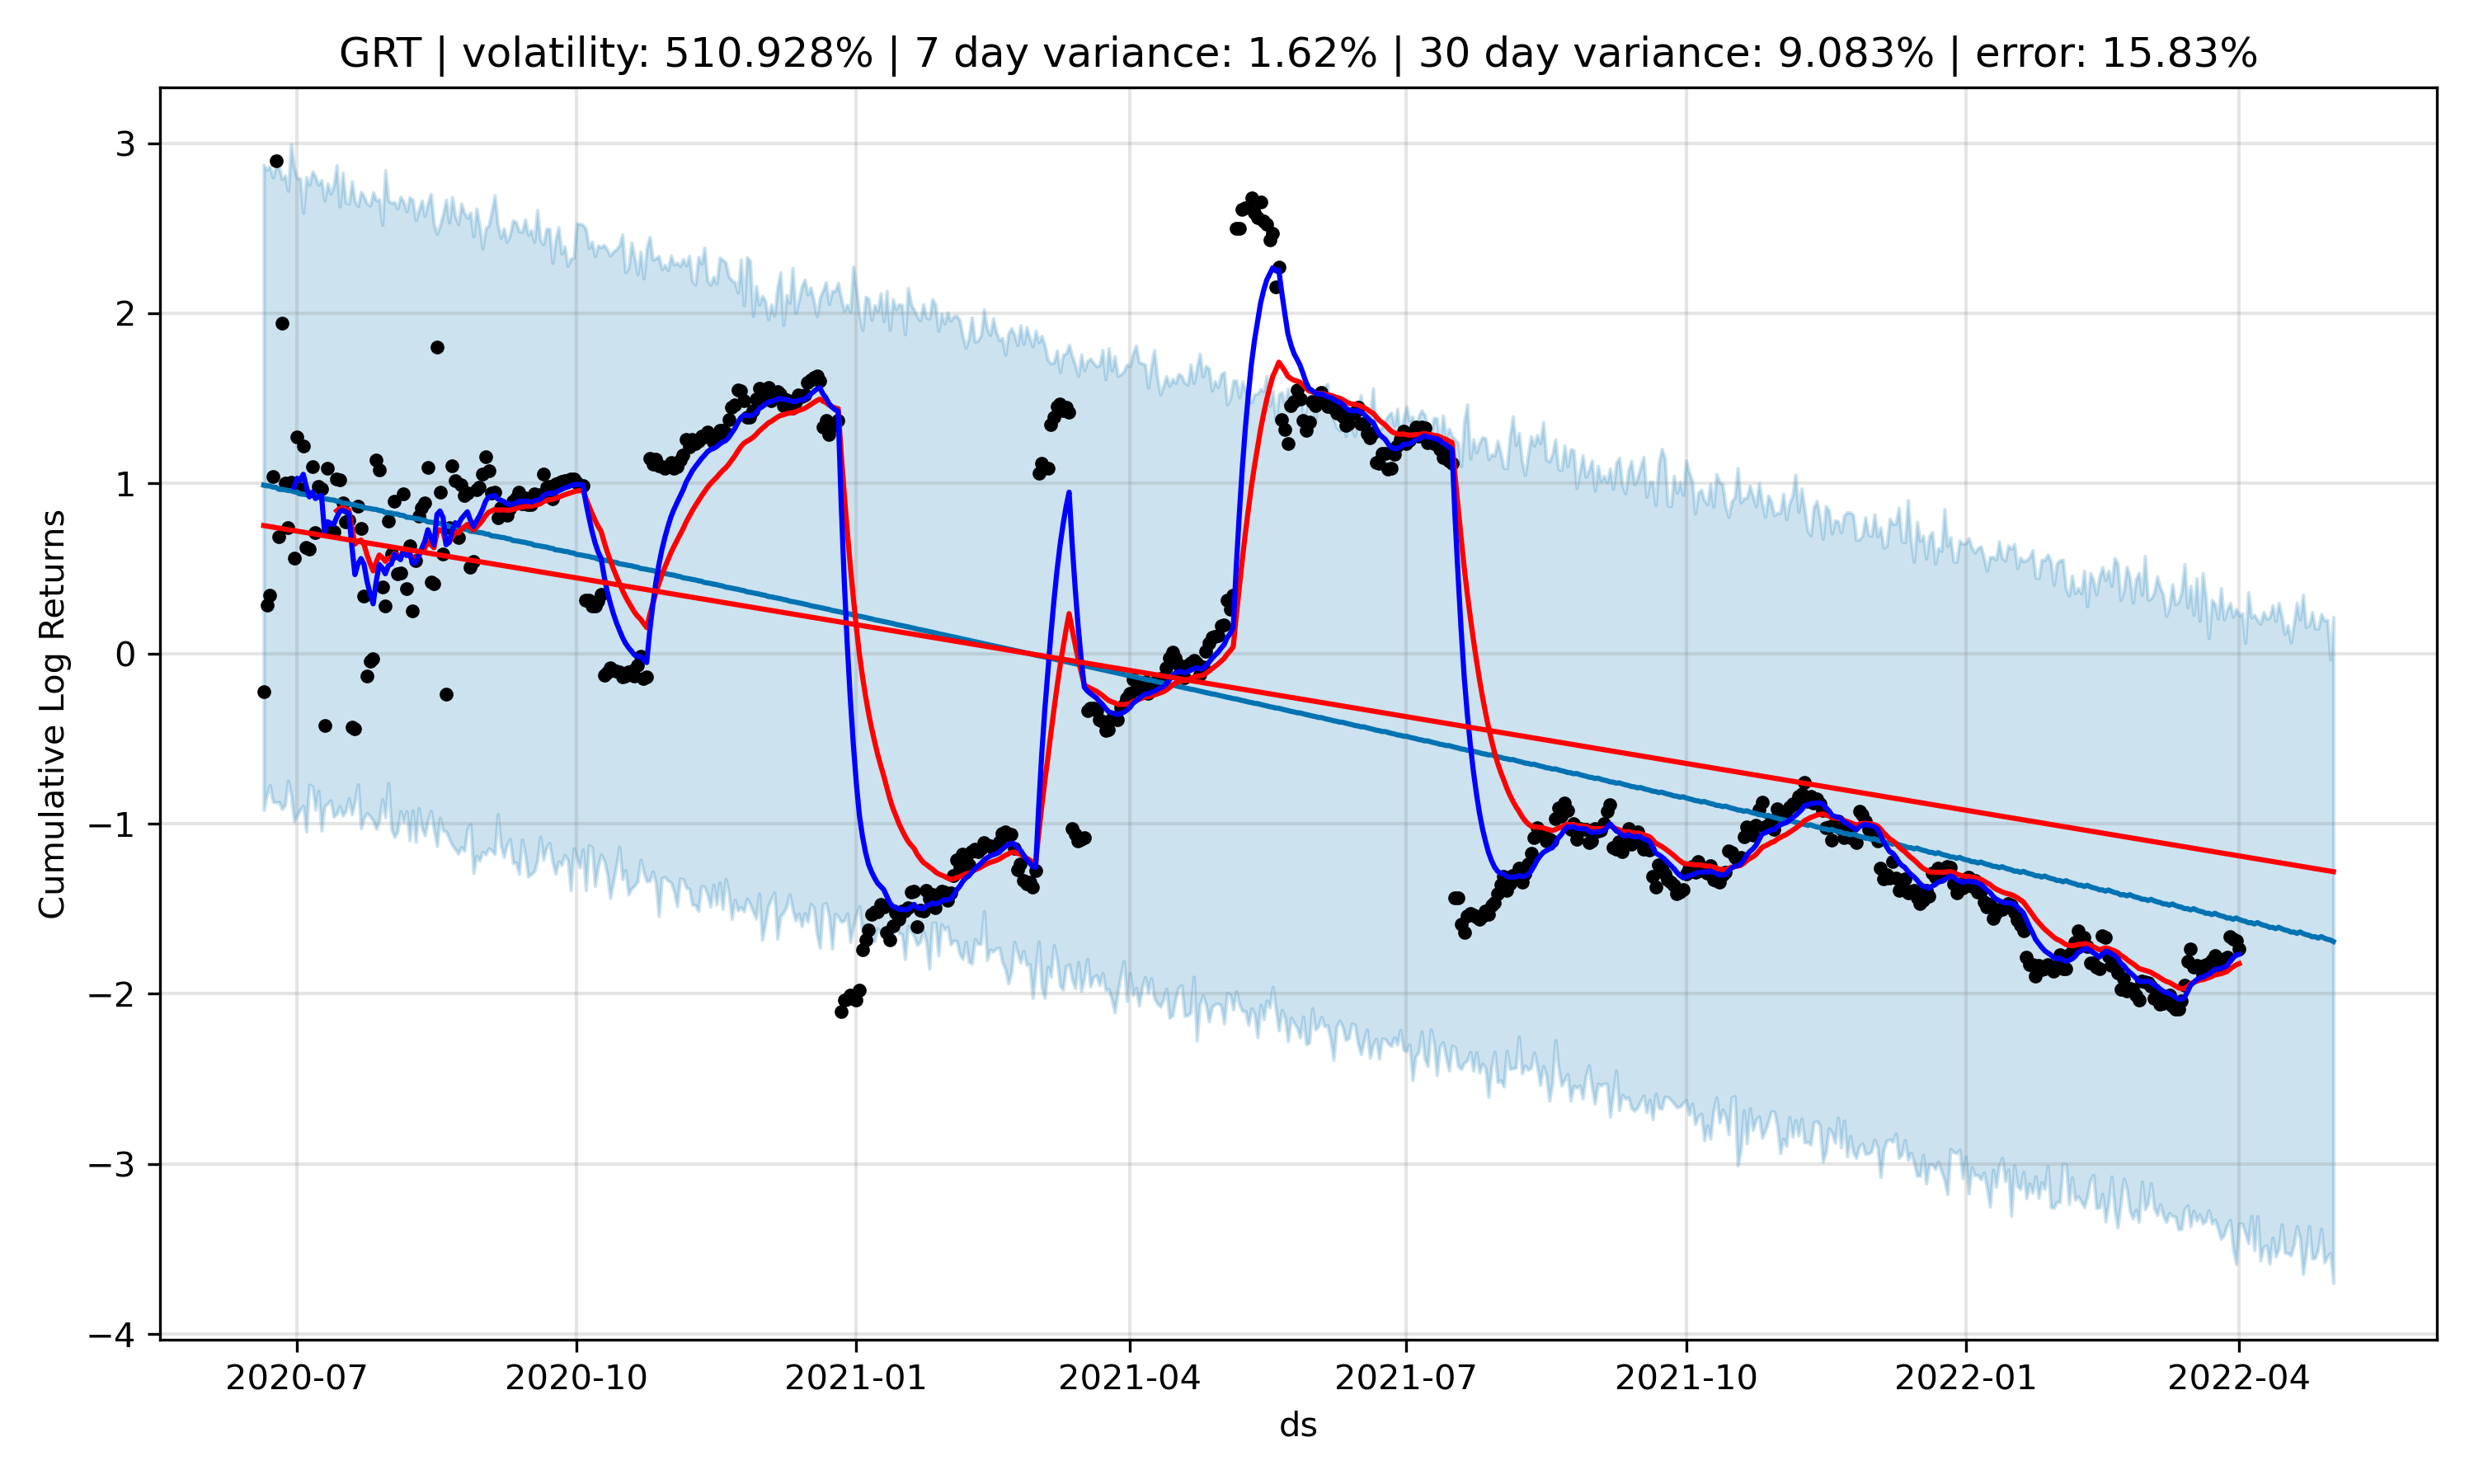 GRT | volatility: 510.928% | 7 day variance: 1.62% | 30 day variance: 9.083% | error: 15.83%
Cumulative Log Returns
3
2
1
0
−1
−2
−3
−4
2020-07 2020-10 2021-01 2021-04 2021-07 2021-10 2022-01 2022-04
ds